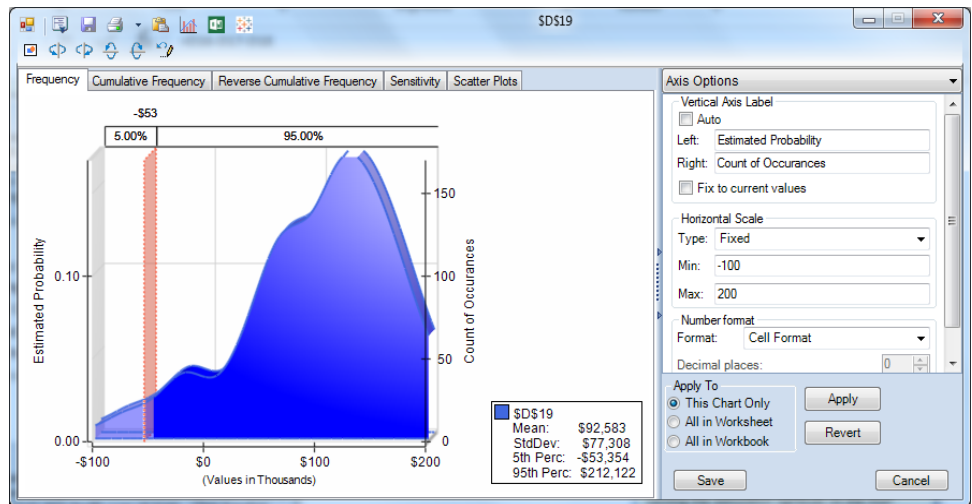 $D$19
Frequency
Cumulative Frequency
Reverse Cumulative Frequency
Sensitivity
Scatter Plots
-$53
5.00%
95.00%
150
0.10
100
50
0.00
0
-$100
$0
$100
$200
(Values in Thousands)
Estimated Probability
Count of Occurances
$D$19
Mean: $92,583
StdDev: $77,308
5th Perc: -$53,354
95th Perc: $212,122
Axis Options
Vertical Axis Label
Auto
Left: Estimated Probability
Right: Count of Occurances
Fix to current values
Horizontal Scale
Type: Fixed
Min: -100
Max: 200
Number format
Format: Cell Format
Decimal places: 0
Apply To
This Chart Only
All in Worksheet
All in Workbook
Apply
Revert
Save
Cancel